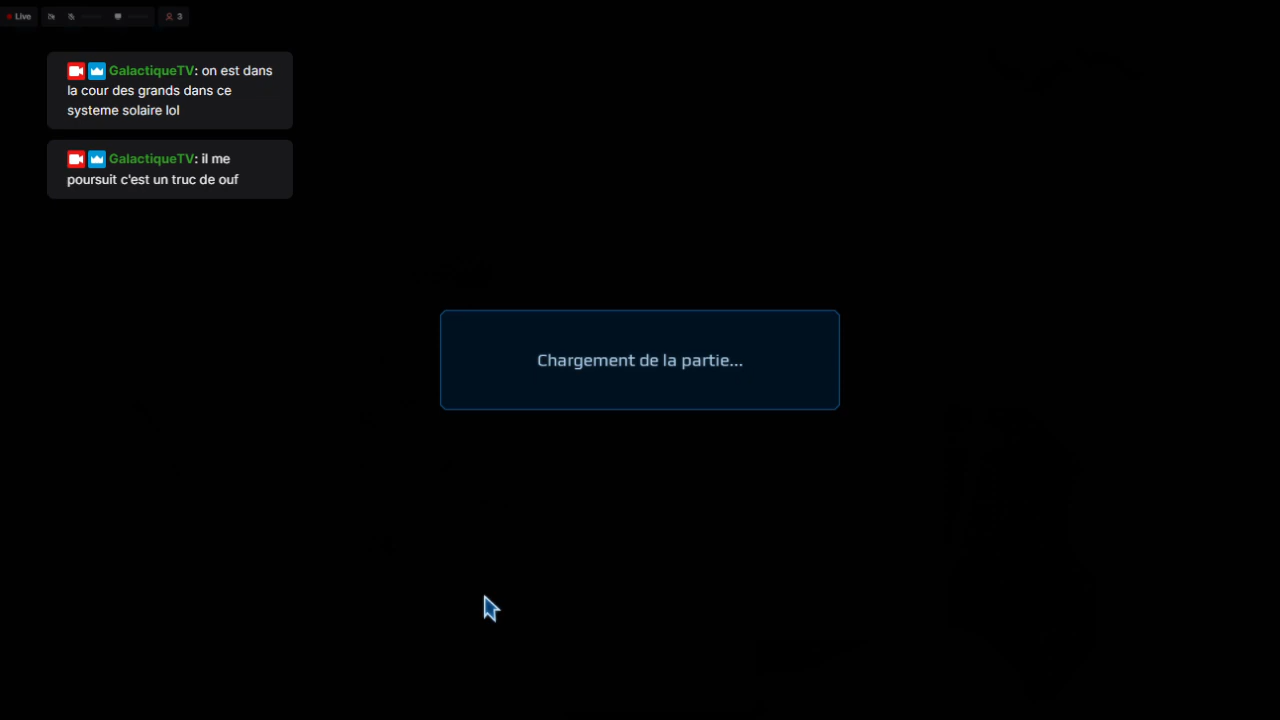 Live
3
GalactiqueTV: on est dans
la cour des grands dans ce
systeme solaire lol
GalactiqueTV: il me
poursuit c'est un truc de ouf
Chargement de la partie...